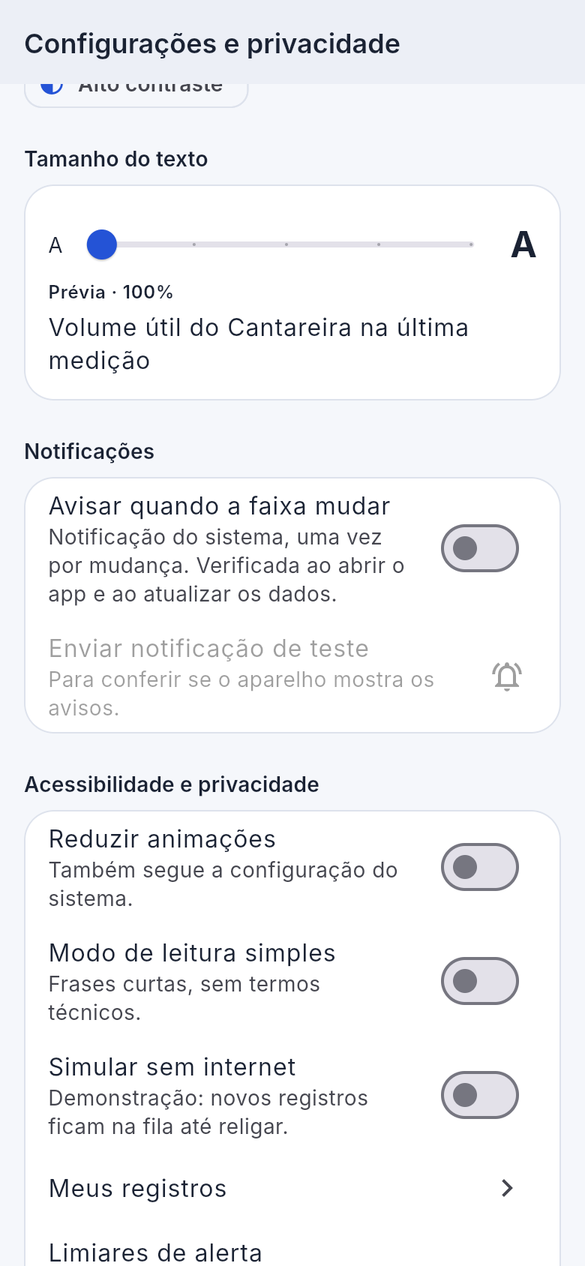 Configurações e privacidade
Alto contraste
Tamanho do texto
A
A
Prévia · 100%
Volume útil do Cantareira na última
medição
Notificações
Avisar quando a faixa mudar
Notificação do sistema, uma vez
por mudança. Verificada ao abrir o
app e ao atualizar os dados.
Enviar notificação de teste
Para conferir se o aparelho mostra os
avisos.
Acessibilidade e privacidade
Reduzir animações
Também segue a configuração do
sistema.
Modo de leitura simples
Frases curtas, sem termos
técnicos.
Simular sem internet
Demonstração: novos registros
ficam na fila até religar.
Meus registros
Limiares de alerta